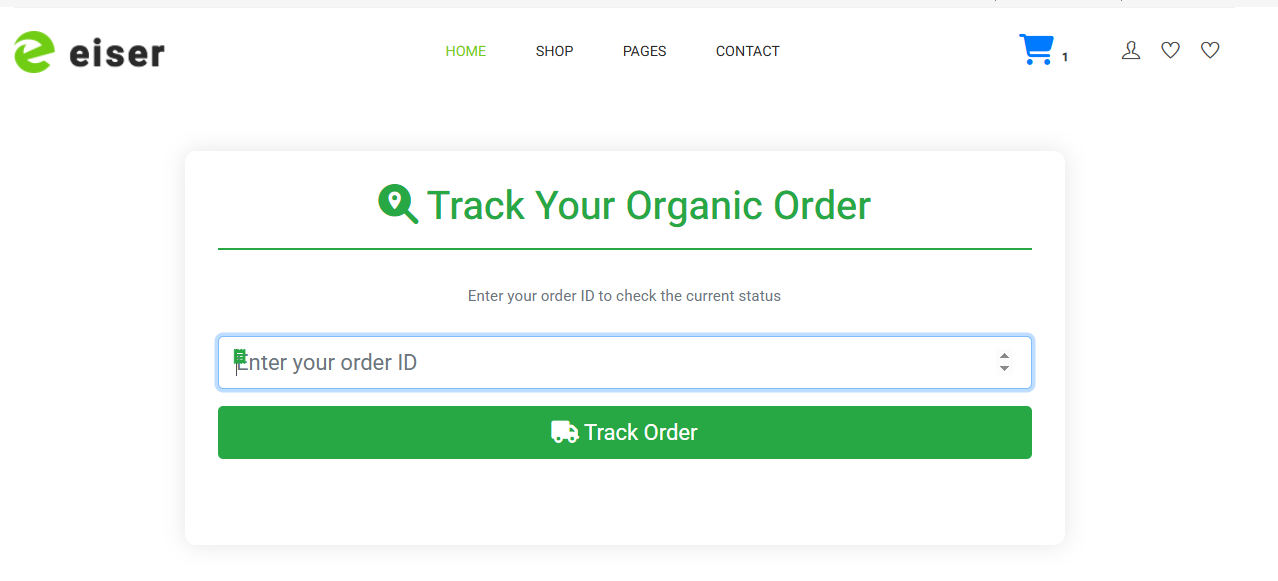 eiser
HOME SHOP PAGES CONTACT
1
Track Your Organic Order
Enter your order ID to check the current status
Enter your order ID
Track Order